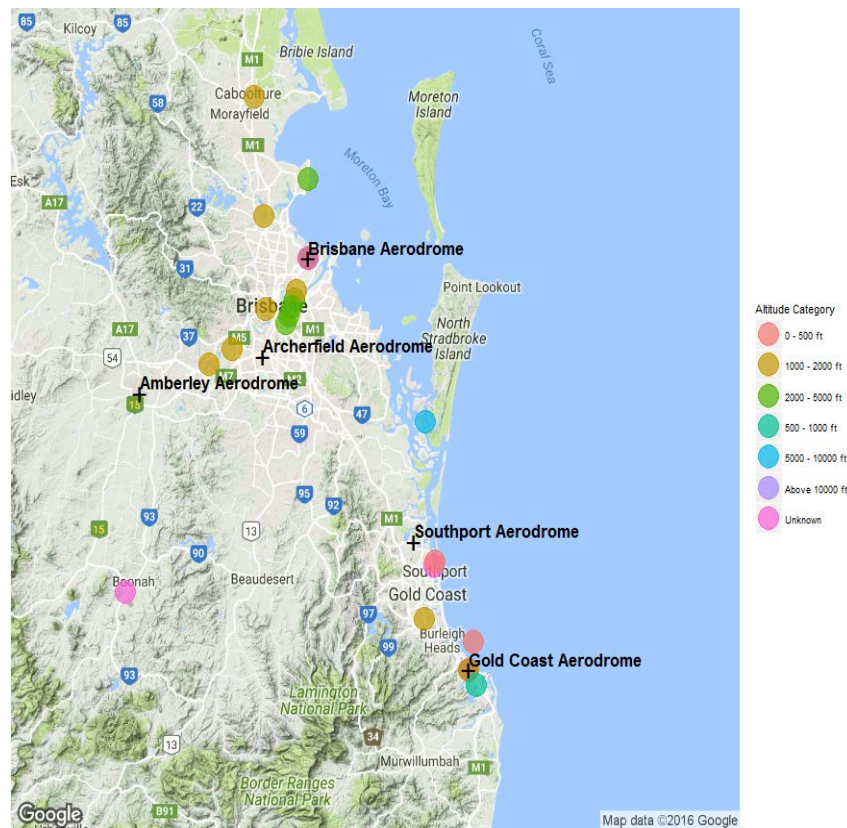 85
Kilcoy
85
Bribie Island
Coral Sea
M1
58
Caboolture
Morayfield
Moreton
Island
M1
Moreton Bay
Esk
A17
22
Brisbane Aerodrome
31
Point Lookout
Brisbane
Altitude Category
0 - 500 ft
1000 - 2000 ft
2000 - 5000 ft
500 - 1000 ft
5000 - 10000 ft
Above 10000 ft
Unknown
A17
37
M5
M1
North
Stradbroke
Island
54
Archerfield Aerodrome
M7
M2
Amberley Aerodrome
15
6
47
59
95
92
93
M1
15
13
Southport Aerodrome
90
Boonah
Beaudesert
Southport
Gold Coast
97
Burleigh
Heads
99
Gold Coast Aerodrome
93
Lamington
National Park
13
34
Murwillumbah
M1
Border Ranges
National Park
B91
Google
Map data ©2016 Google